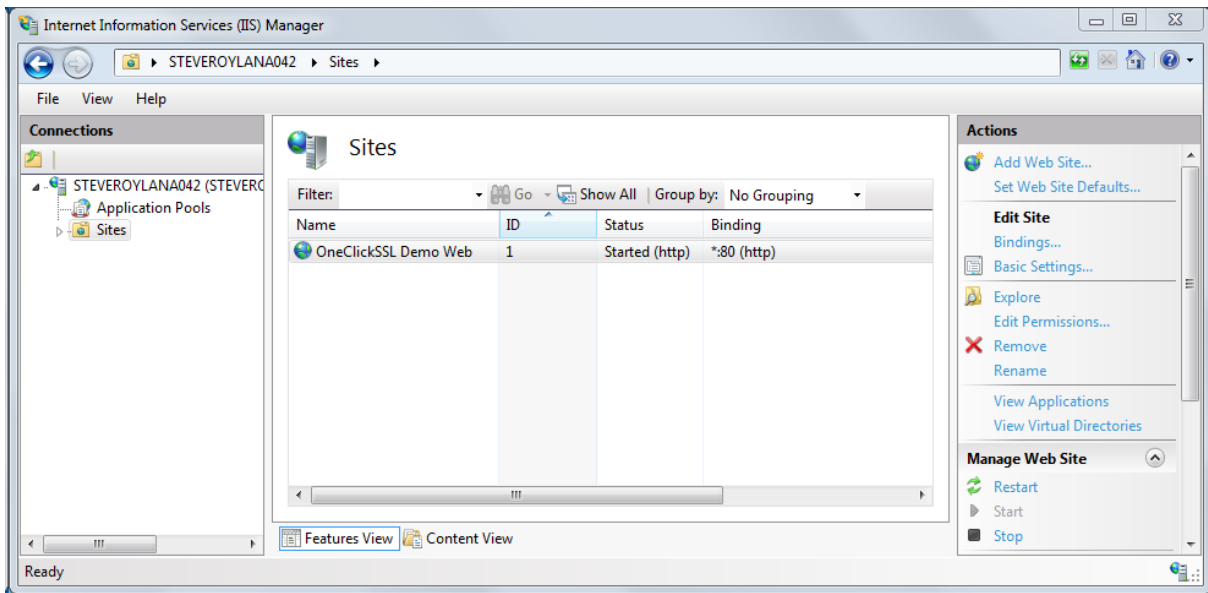 Internet Information Services (IIS) Manager
STEVEROYLANA042 Sites
File View Help
Connections
STEVEROYLANA042 (STEVERO
Application Pools
Sites
Sites
Filter: Go Show All Group by: No Grouping
Name ID Status Binding
OneClickSSL Demo Web 1 Started (http) *:80 (http)
Features View Content View
Actions
Add Web Site...
Set Web Site Defaults...
Edit Site
Bindings...
Basic Settings...
Explore
Edit Permissions...
Remove
Rename
View Applications
View Virtual Directories
Manage Web Site
Restart
Start
Stop
Ready